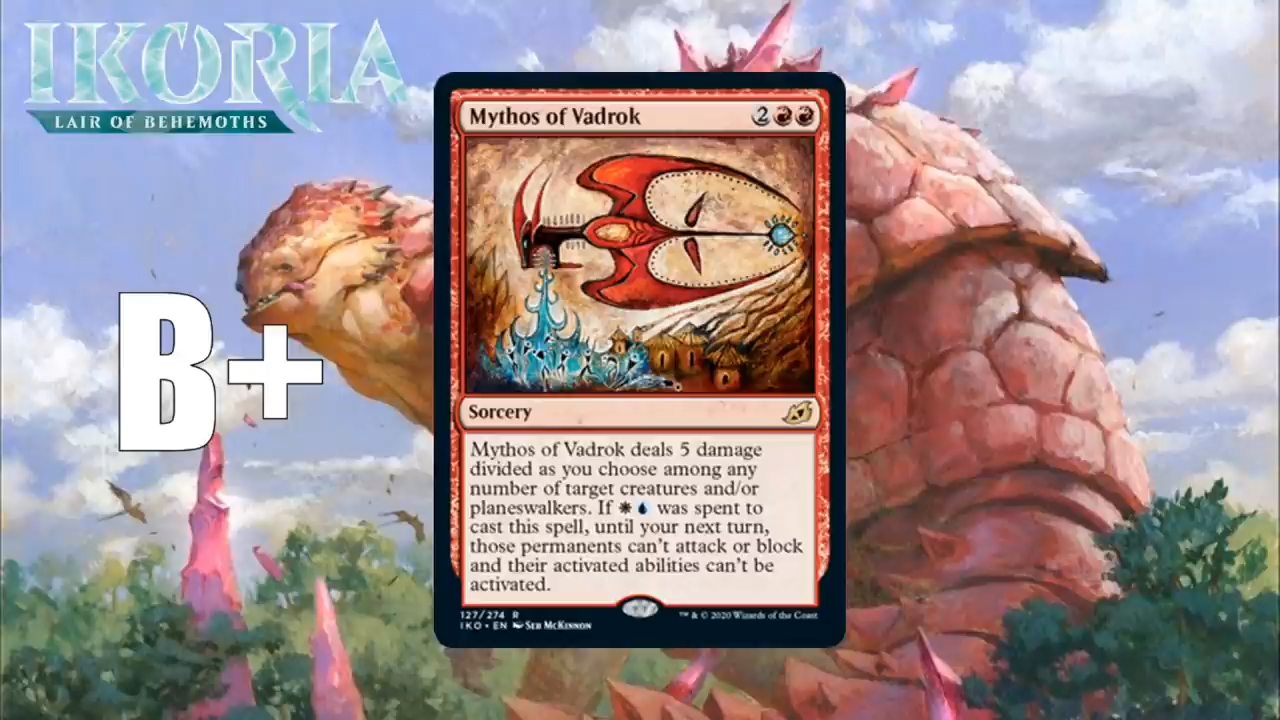 IKORIA
LAIR OF BEHEMOTHS
B+
Mythos of Vadrok 2
Sorcery
Mythos of Vadrok deals 5 damage
divided as you choose among any
number of target creatures and/or
planeswalkers. If was spent to
cast this spell, until your next turn,
those permanents can't attack or block
and their activated abilities can't be
activated.
127/274 R
IKO • EN SEB MCKINNON
™ & © 2020 Wizards of the Coast